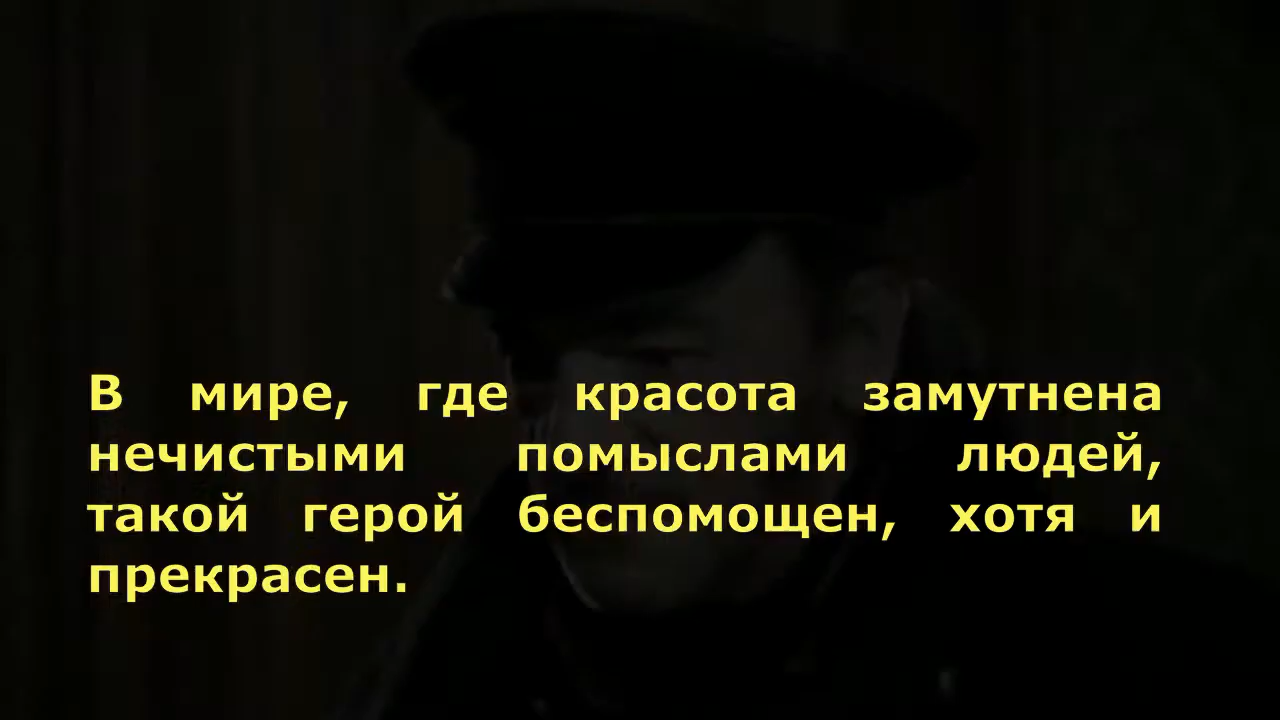 В мире, где красота замутнена
нечистыми помыслами людей,
такой герой беспомощен, хотя и
прекрасен.